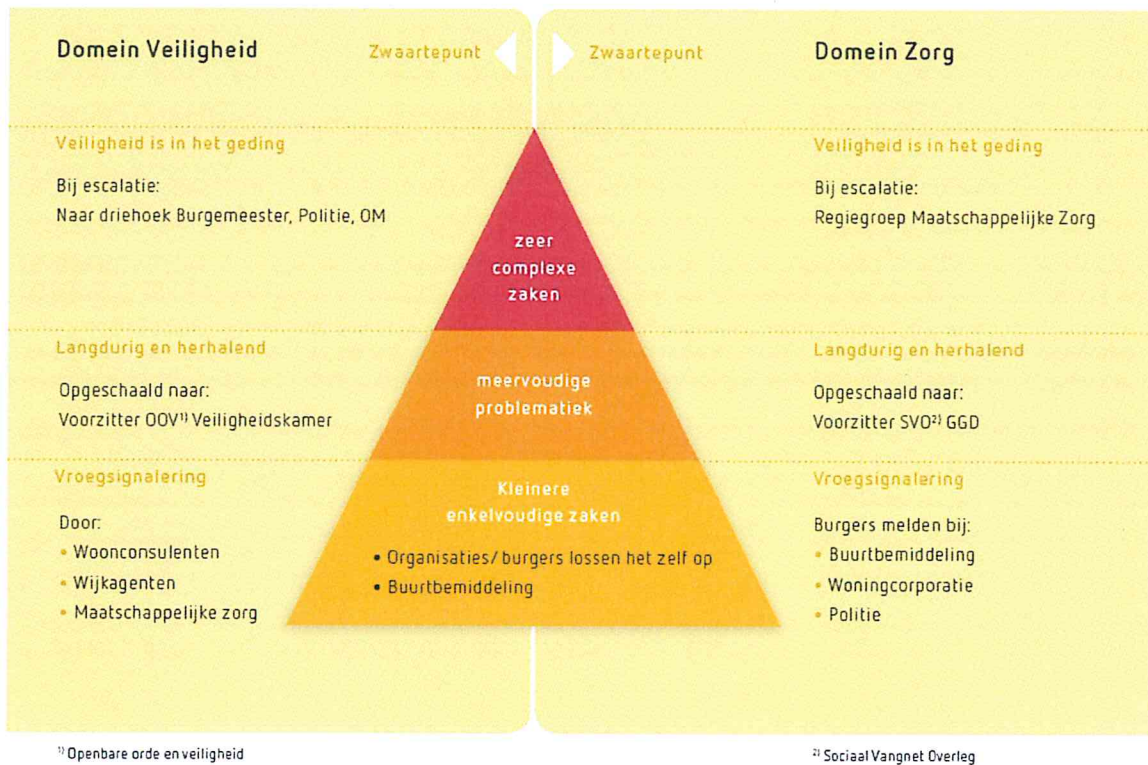 Domein Veiligheid
Zwaartepunt
Zwaartepunt
Domein Zorg
Veiligheid is in het geding
Bij escalatie:
Naar driehoek Burgemeester, Politie, OM
Veiligheid is in het geding
Bij escalatie:
Regiegroep Maatschappelijke Zorg
zeer
complexe
zaken
Langdurig en herhalend
Opgeschaald naar:
Voorzitter OOV¹⁾ Veiligheidskamer
meervoudige
problematiek
Langdurig en herhalend
Opgeschaald naar:
Voorzitter SVO²⁾ GGD
Vroegsignalering
Door:
• Woonconsulenten
• Wijkagenten
• Maatschappelijke zorg
Kleinere
enkelvoudige zaken
• Organisaties/ burgers lossen het zelf op
• Buurtbemiddeling
Vroegsignalering
Burgers melden bij:
• Buurtbemiddeling
• Woningcorporatie
• Politie
¹⁾ Openbare orde en veiligheid
²⁾ Sociaal Vangnet Overleg